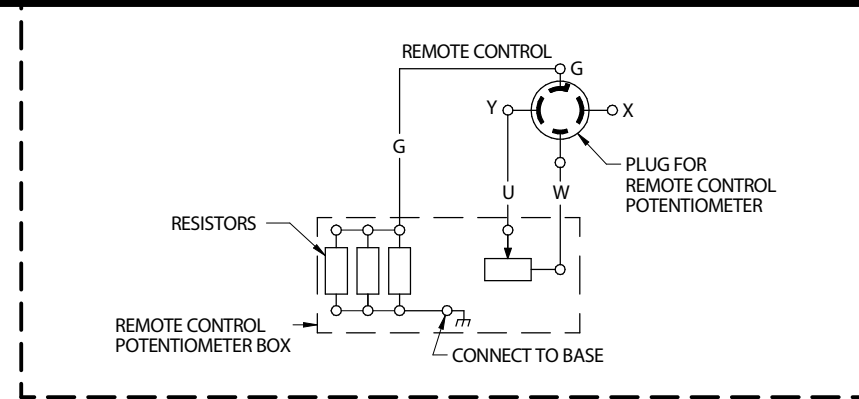 REMOTE CONTROL
G
Y
X
G
PLUG FOR
REMOTE CONTROL
POTENTIOMETER
U
W
RESISTORS
REMOTE CONTROL
POTENTIOMETER BOX
CONNECT TO BASE